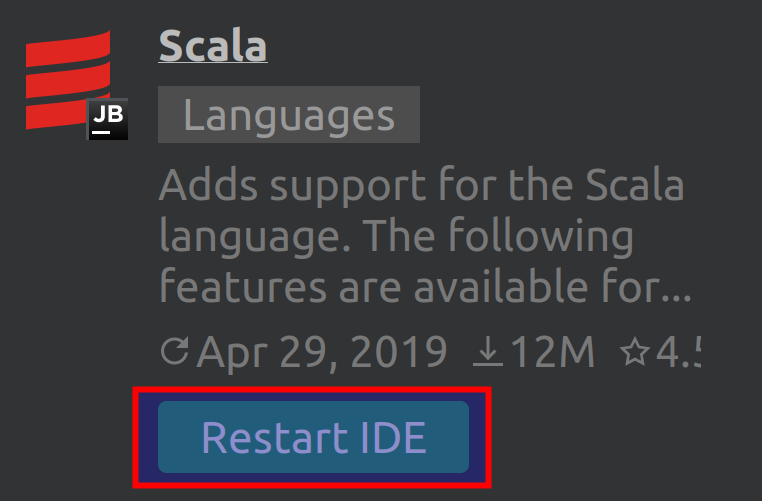 Scala
JB
Languages
Adds support for the Scala
language. The following
features are available for...
Apr 29, 2019 12M 4.5
Restart IDE